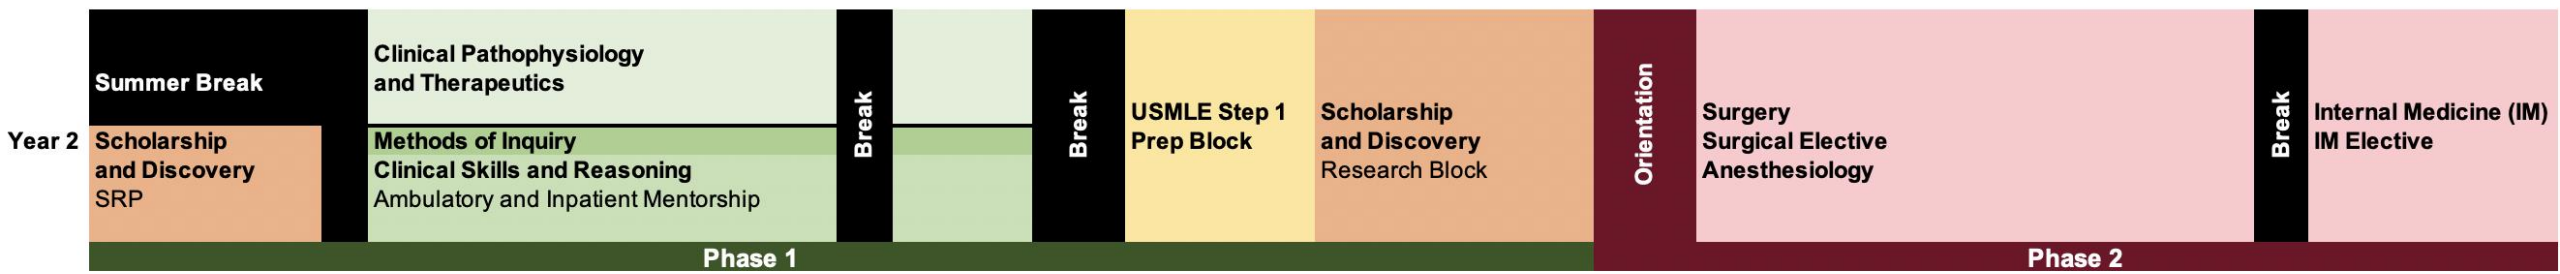 Year 2
Summer Break
Scholarship
and Discovery
SRP
Clinical Pathophysiology
and Therapeutics
Methods of Inquiry
Clinical Skills and Reasoning
Ambulatory and Inpatient Mentorship
Break
Break
USMLE Step 1
Prep Block
Scholarship
and Discovery
Research Block
Orientation
Surgery
Surgical Elective
Anesthesiology
Break
Internal Medicine (IM)
IM Elective
Phase 1
Phase 2